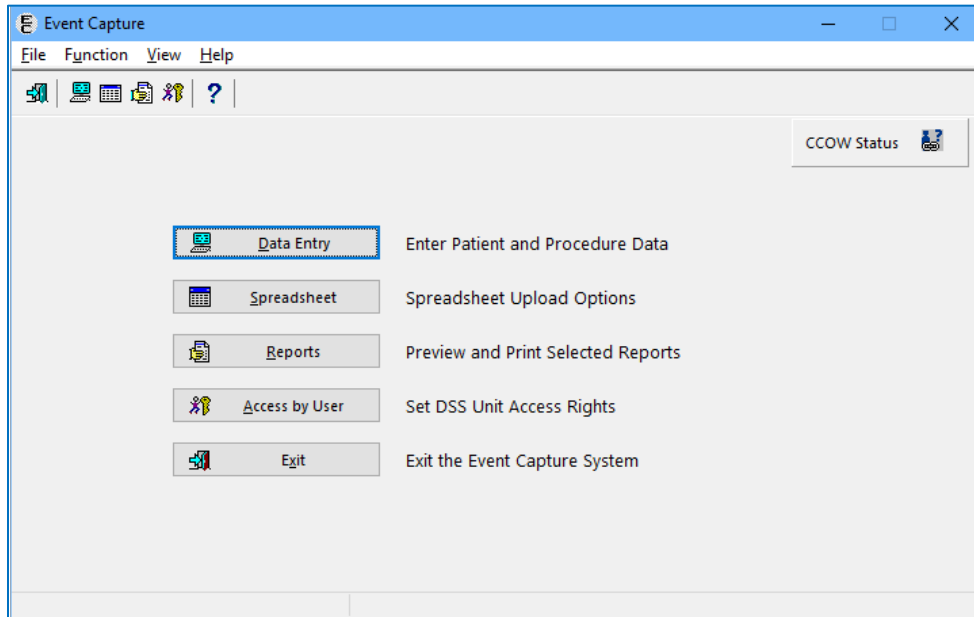 Event Capture
File Function View Help
?
CCOW Status ?
Data Entry Enter Patient and Procedure Data
Spreadsheet Spreadsheet Upload Options
Reports Preview and Print Selected Reports
Access by User Set DSS Unit Access Rights
Exit Exit the Event Capture System